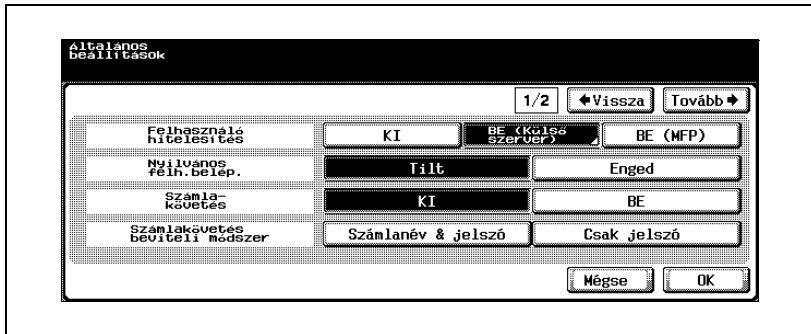 Általános
beállítások
1/2 Vissza Tovább
Felhasználó
hitelesítés
KI
BE (Külső
szerver)
BE (MFP)
Nyilvános
felh.belép.
Tilt
Enged
Számla-
követés
KI
BE
Számlakövetés
beviteli módszer
Számlanév & jelszó
Csak jelszó
Mégse
OK